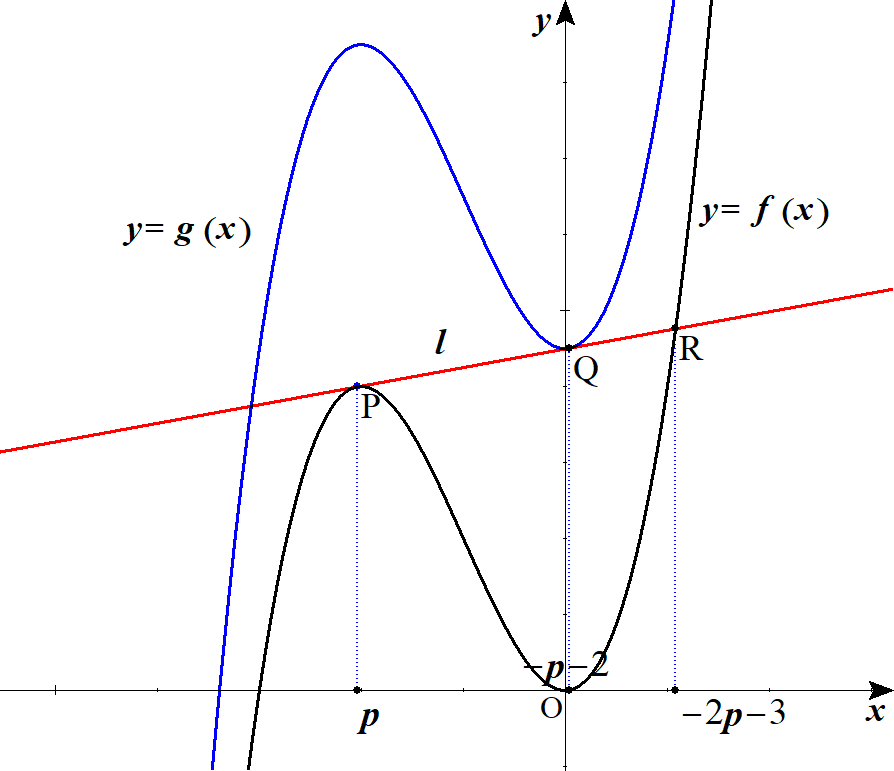 y
y= g (x)
y= f (x)
l
Q
R
P
−p−2
O
p
−2p−3
x